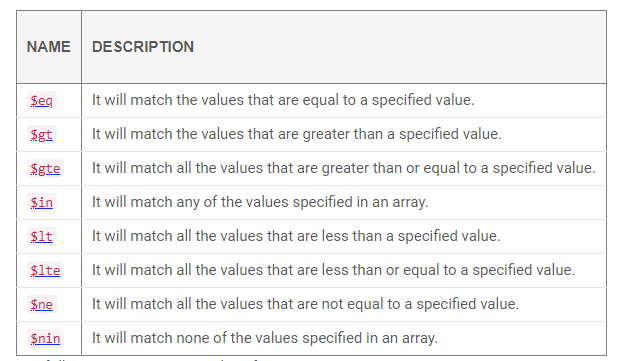 NAME DESCRIPTION
$eq It will match the values that are equal to a specified value.
$gt It will match the values that are greater than a specified value.
$gte It will match all the values that are greater than or equal to a specified value.
$in It will match any of the values specified in an array.
$lt It will match all the values that are less than a specified value.
$lte It will match all the values that are less than or equal to a specified value.
$ne It will match all the values that are not equal to a specified value.
$nin It will match none of the values specified in an array.